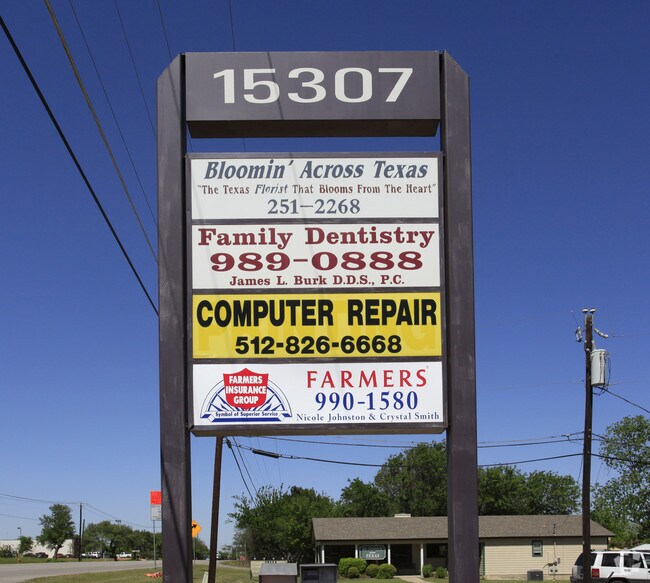 15307
Bloomin' Across Texas
"The Texas Florist That Blooms From The Heart"
251-2268
Family Dentistry
989-0888
James L. Burk D.D.S., P.C.
COMPUTER REPAIR
512-826-6668
FARMERS
INSURANCE
GROUP
Symbol of Superior Service
FARMERS
990-1580
Nicole Johnston & Crystal Smith